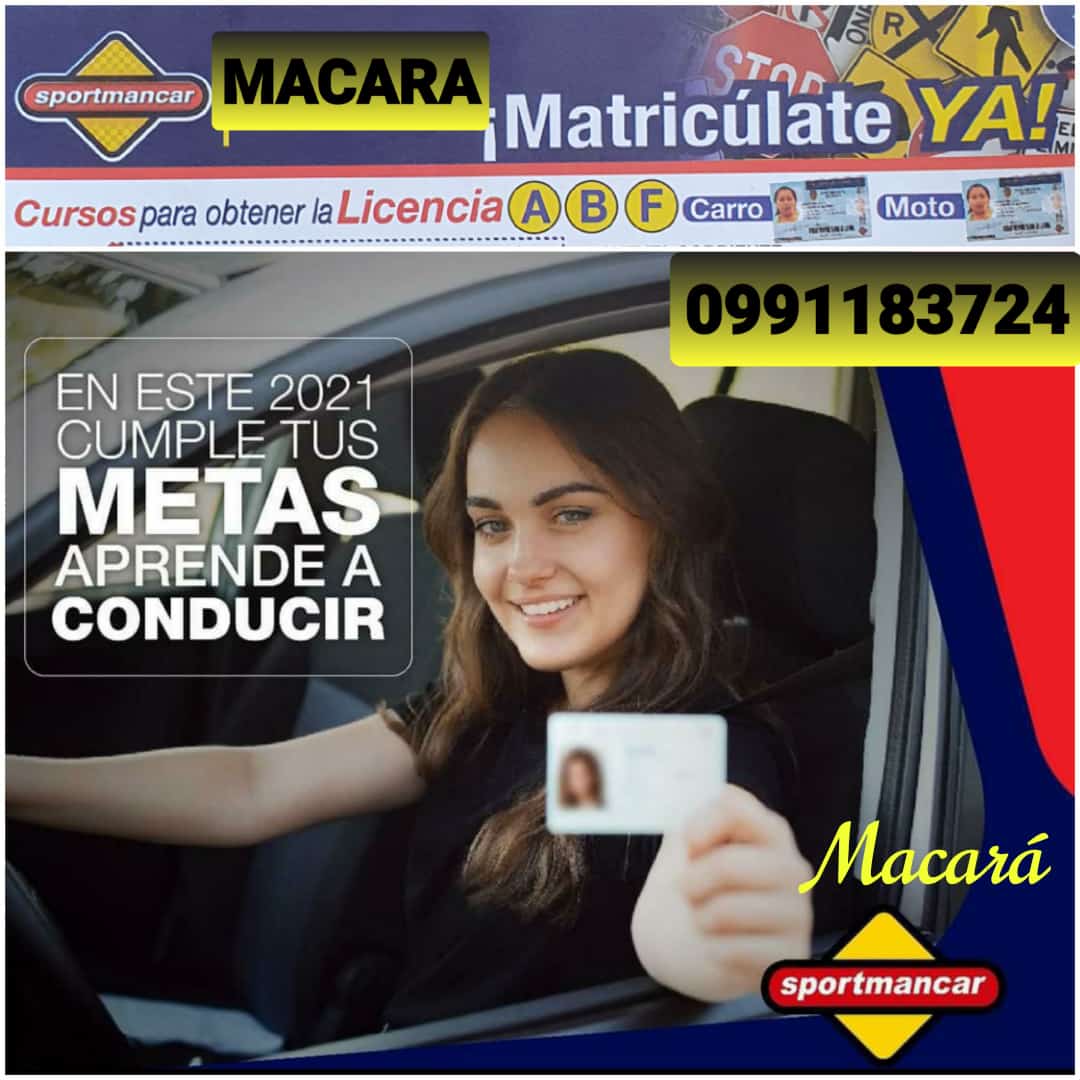 sportmancar
MACARA
¡Matricúlate YA!
STOP
Cursos para obtener la Licencia A B F Carro Moto
0991183724
EN ESTE 2021
CUMPLE TUS
METAS
APRENDE A
CONDUCIR
Macará
sportmancar